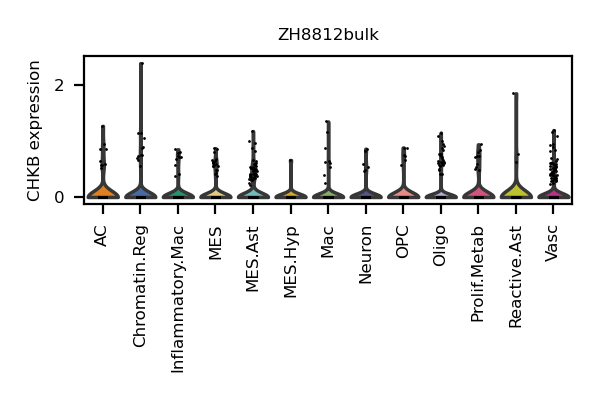 ZH8812bulk
CHKB expression
2
0
AC
Chromatin.Reg
Inflammatory.Mac
MES
MES.Ast
MES.Hyp
Mac
Neuron
OPC
Oligo
Prolif.Metab
Reactive.Ast
Vasc